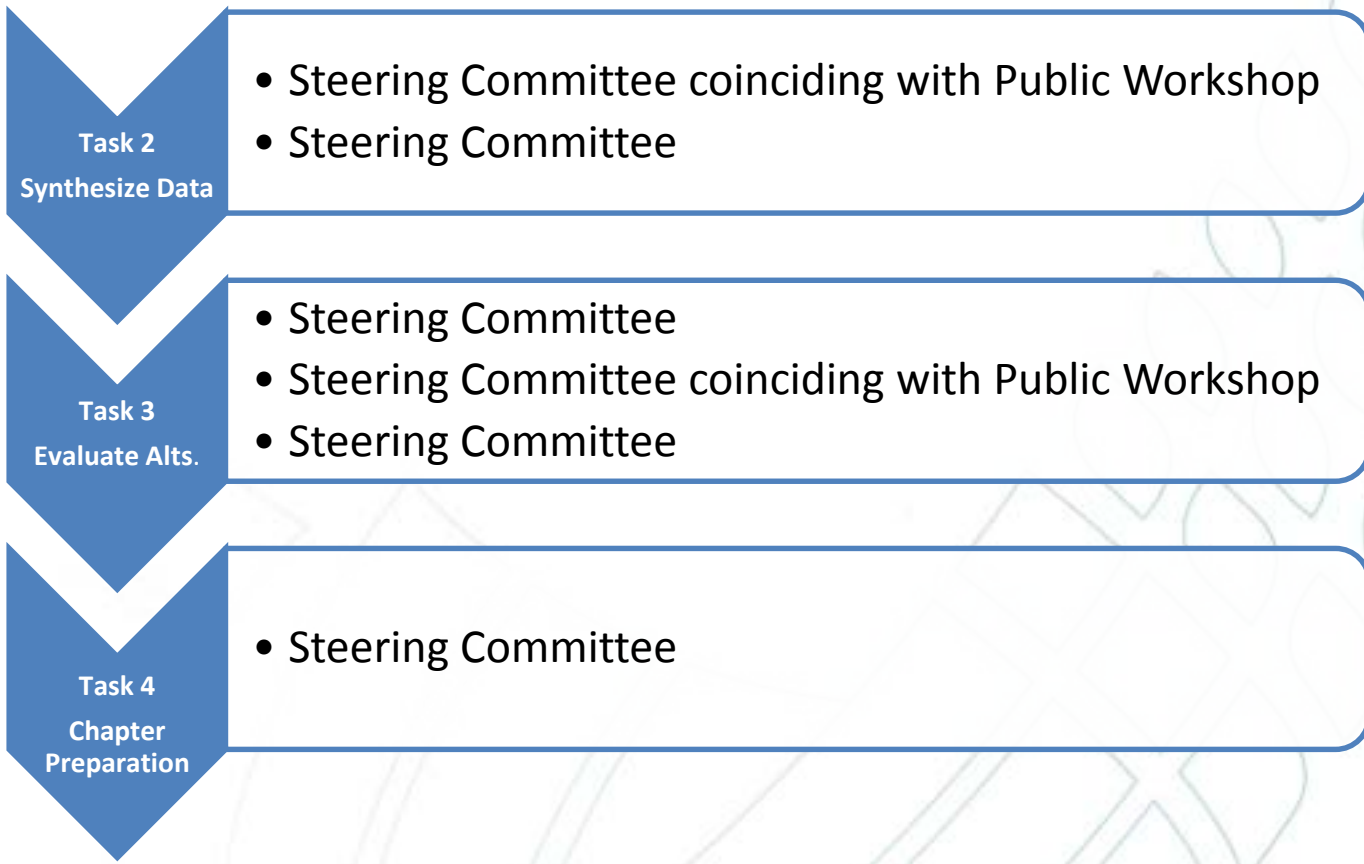 Task 2
Synthesize Data
• Steering Committee coinciding with Public Workshop
• Steering Committee
Task 3
Evaluate Alts.
• Steering Committee
• Steering Committee coinciding with Public Workshop
• Steering Committee
Task 4
Chapter
Preparation
• Steering Committee